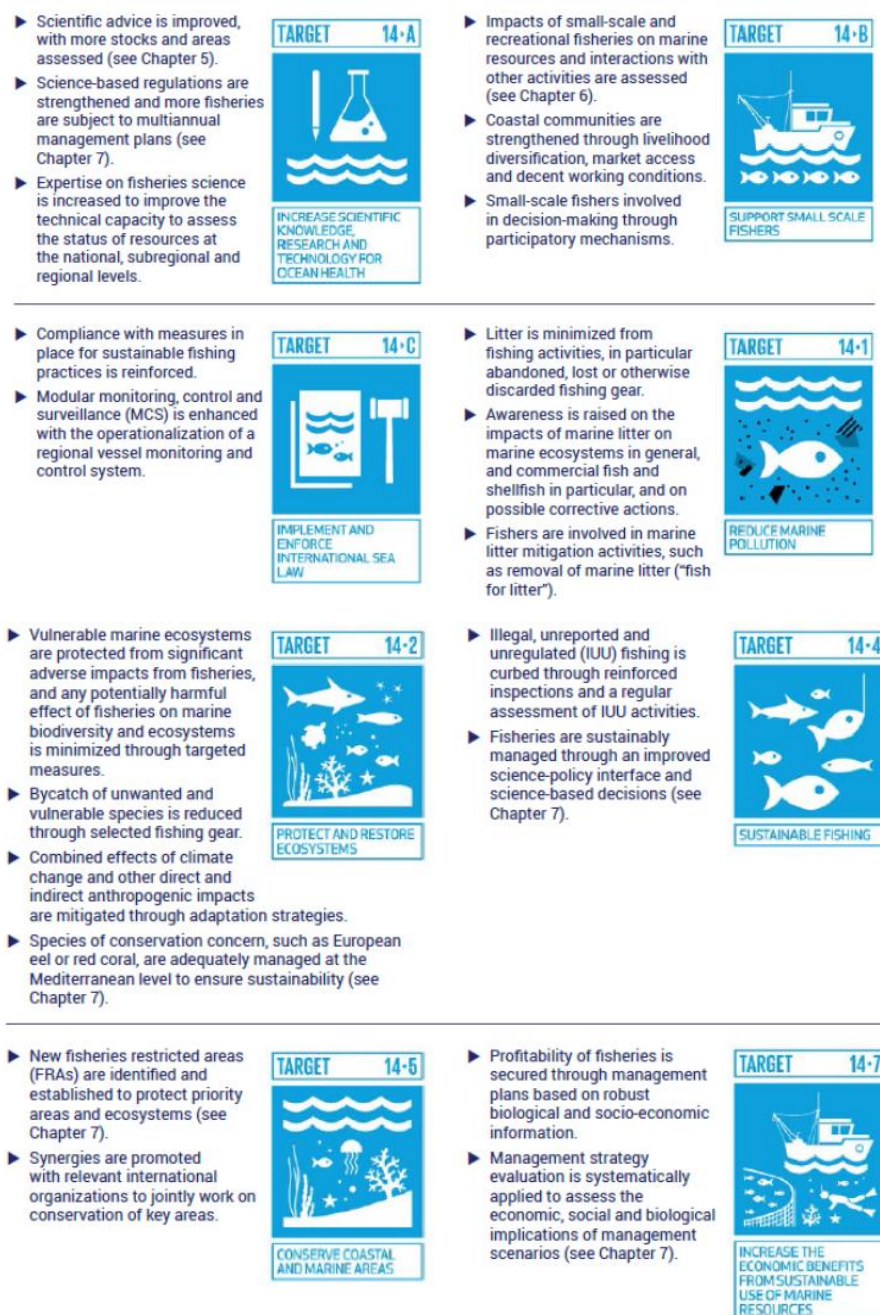 ▶ Scientific advice is improved,
with more stocks and areas
assessed (see Chapter 5).
▶ Science-based regulations are
strengthened and more fisheries
are subject to multiannual
management plans (see
Chapter 7).
▶ Expertise on fisheries science
is increased to improve the
technical capacity to assess
the status of resources at
the national, subregional and
regional levels.
TARGET 14·A
INCREASE SCIENTIFIC
KNOWLEDGE,
RESEARCH AND
TECHNOLOGY FOR
OCEAN HEALTH
▶ Impacts of small-scale and
recreational fisheries on marine
resources and interactions with
other activities are assessed
(see Chapter 6).
▶ Coastal communities are
strengthened through livelihood
diversification, market access
and decent working conditions.
▶ Small-scale fishers involved
in decision-making through
participatory mechanisms.
TARGET 14·B
SUPPORT SMALL SCALE
FISHERS
▶ Compliance with measures in
place for sustainable fishing
practices is reinforced.
▶ Modular monitoring, control and
surveillance (MCS) is enhanced
with the operationalization of a
regional vessel monitoring and
control system.
TARGET 14·C
IMPLEMENT AND
ENFORCE
INTERNATIONAL SEA
LAW
▶ Litter is minimized from
fishing activities, in particular
abandoned, lost or otherwise
discarded fishing gear.
▶ Awareness is raised on the
impacts of marine litter on
marine ecosystems in general,
and commercial fish and
shellfish in particular, and on
possible corrective actions.
▶ Fishers are involved in marine
litter mitigation activities, such
as removal of marine litter (“fish
for litter”).
TARGET 14·1
REDUCE MARINE
POLLUTION
▶ Vulnerable marine ecosystems
are protected from significant
adverse impacts from fisheries,
and any potentially harmful
effect of fisheries on marine
biodiversity and ecosystems
is minimized through targeted
measures.
▶ Bycatch of unwanted and
vulnerable species is reduced
through selected fishing gear.
▶ Combined effects of climate
change and other direct and
indirect anthropogenic impacts
are mitigated through adaptation strategies.
▶ Species of conservation concern, such as European
eel or red coral, are adequately managed at the
Mediterranean level to ensure sustainability (see
Chapter 7).
TARGET 14·2
PROTECT AND RESTORE
ECOSYSTEMS
▶ Illegal, unreported and
unregulated (IUU) fishing is
curbed through reinforced
inspections and a regular
assessment of IUU activities.
▶ Fisheries are sustainably
managed through an improved
science-policy interface and
science-based decisions (see
Chapter 7).
TARGET 14·4
SUSTAINABLE FISHING
▶ New fisheries restricted areas
(FRAs) are identified and
established to protect priority
areas and ecosystems (see
Chapter 7).
▶ Synergies are promoted
with relevant international
organizations to jointly work on
conservation of key areas.
TARGET 14·5
CONSERVE COASTAL
AND MARINE AREAS
▶ Profitability of fisheries is
secured through management
plans based on robust
biological and socio-economic
information.
▶ Management strategy
evaluation is systematically
applied to assess the
economic, social and biological
implications of management
scenarios (see Chapter 7).
TARGET 14·7
INCREASE THE
ECONOMIC BENEFITS
FROM SUSTAINABLE
USE OF MARINE
RESOURCES